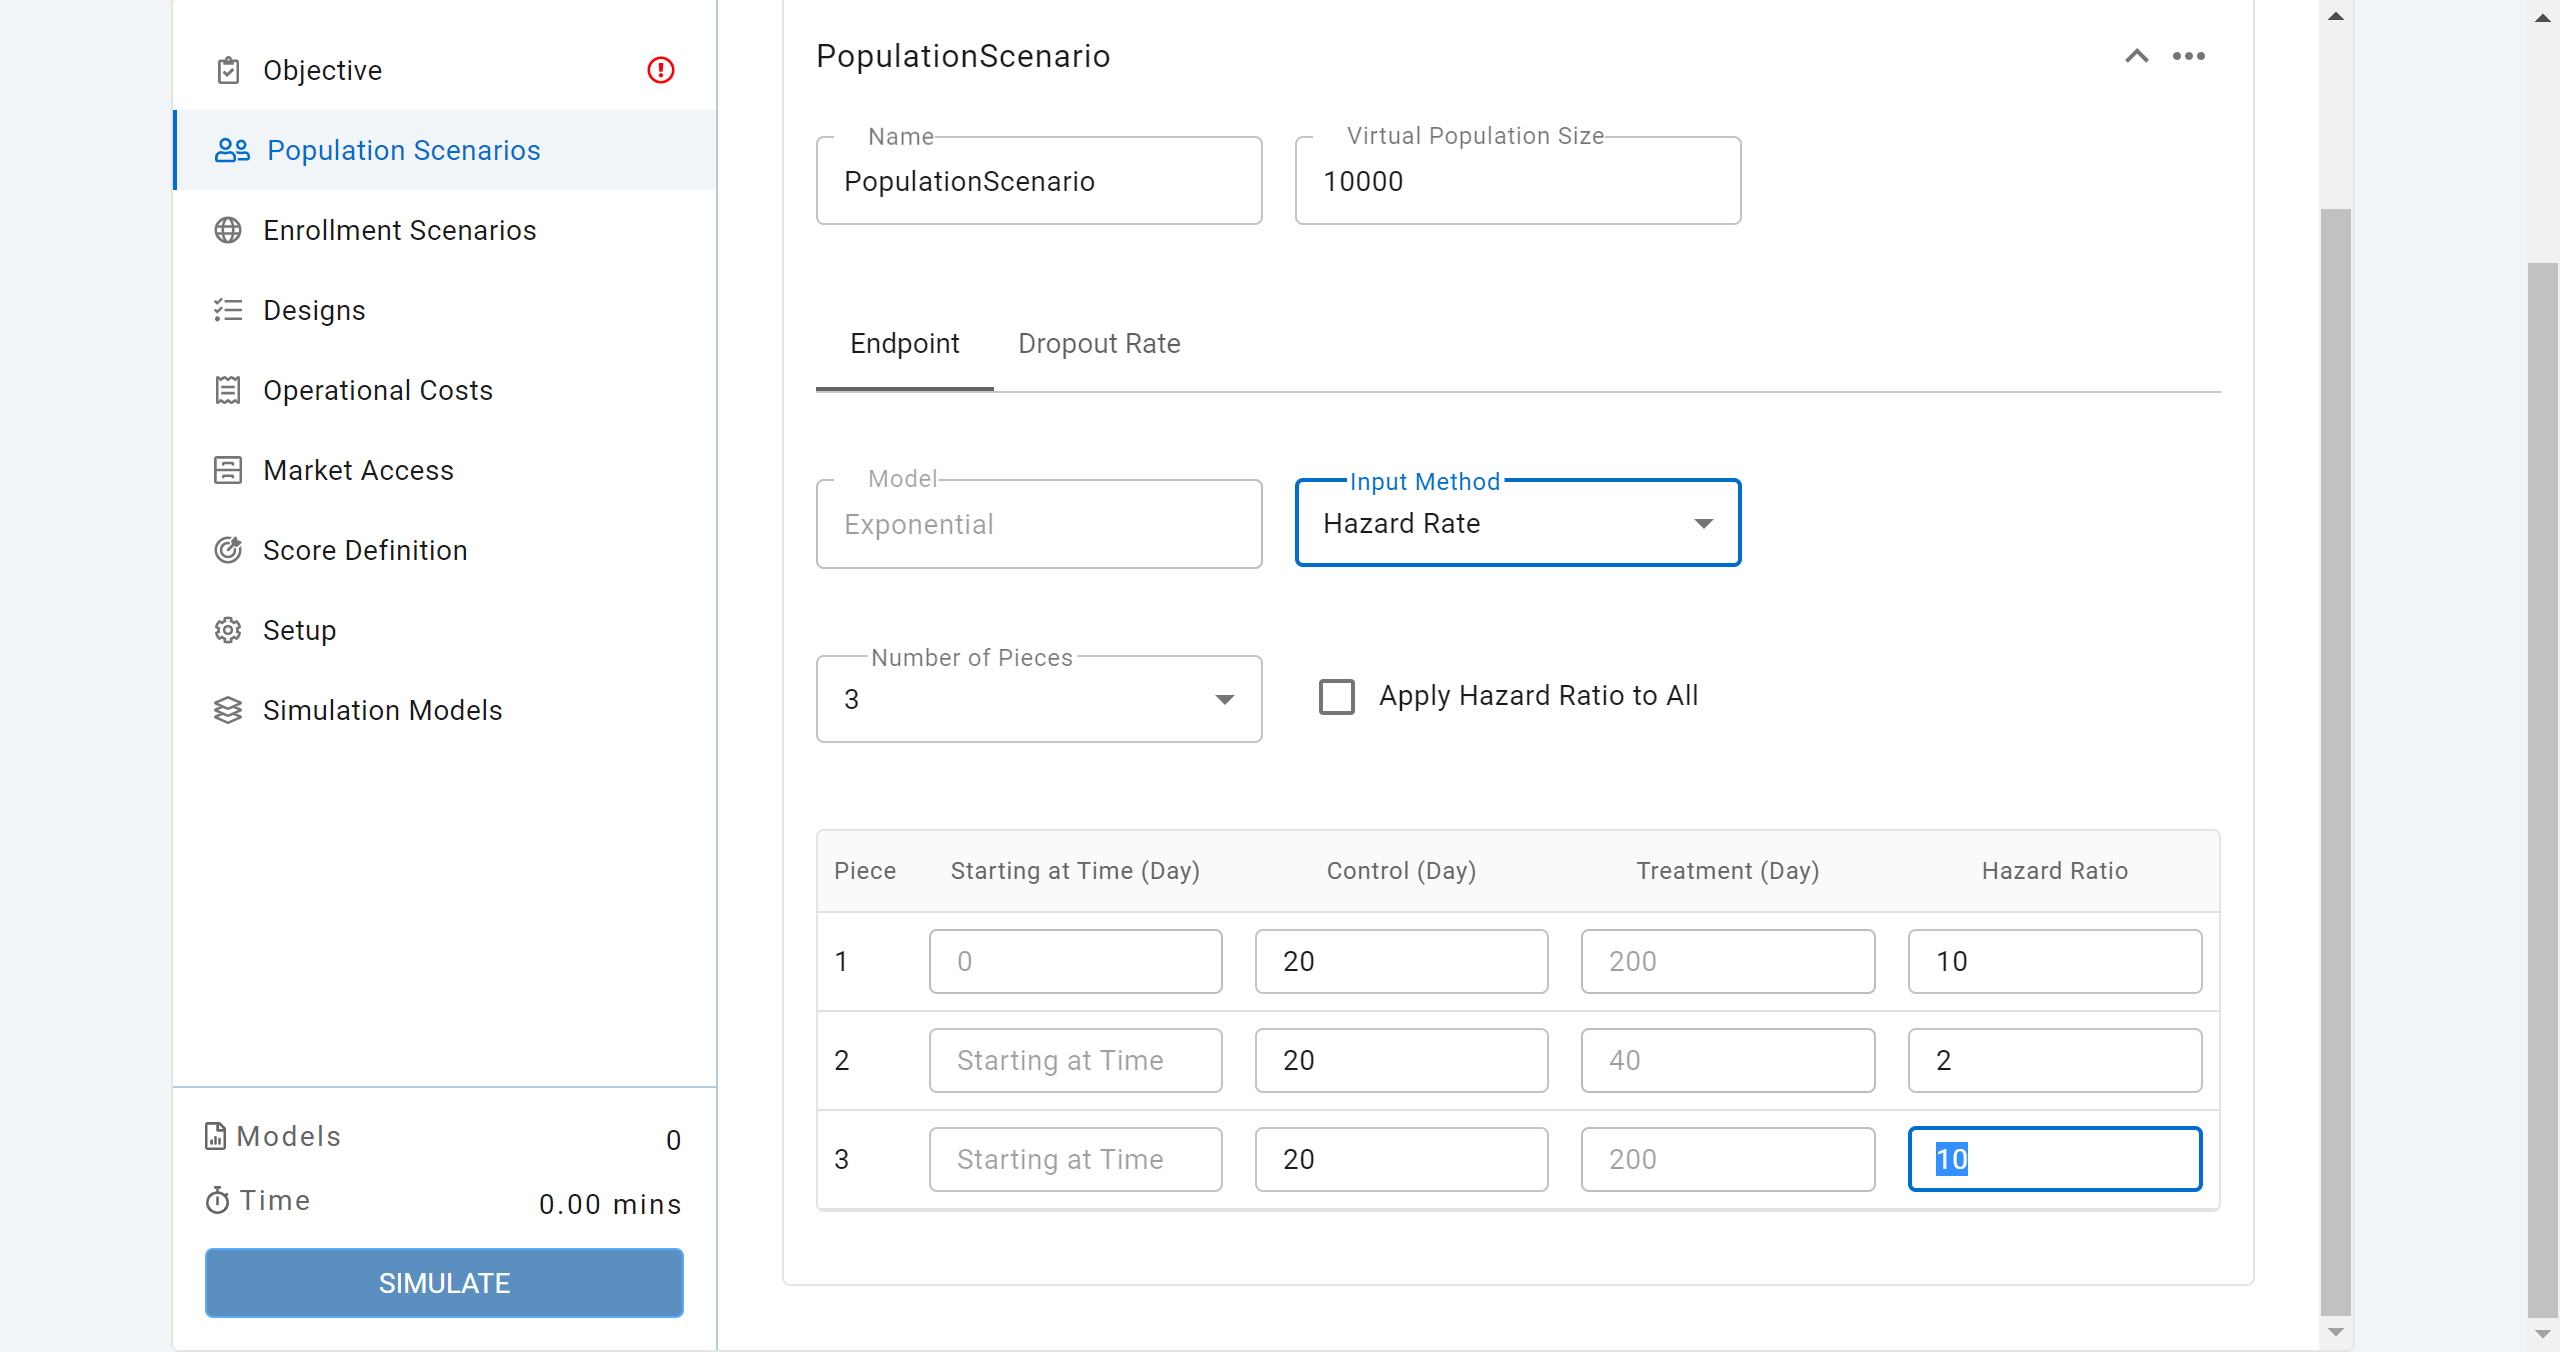 Objective
Population Scenarios
Enrollment Scenarios
Designs
Operational Costs
Market Access
Score Definition
Setup
Simulation Models
Models 0
Time 0.00 mins
SIMULATE
PopulationScenario
Name
PopulationScenario
Virtual Population Size
10000
Endpoint Dropout Rate
Model
Exponential
Input Method
Hazard Rate
Number of Pieces
3
Apply Hazard Ratio to All
Piece Starting at Time (Day) Control (Day) Treatment (Day) Hazard Ratio
1 0 20 200 10
2 Starting at Time 20 40 2
3 Starting at Time 20 200 10